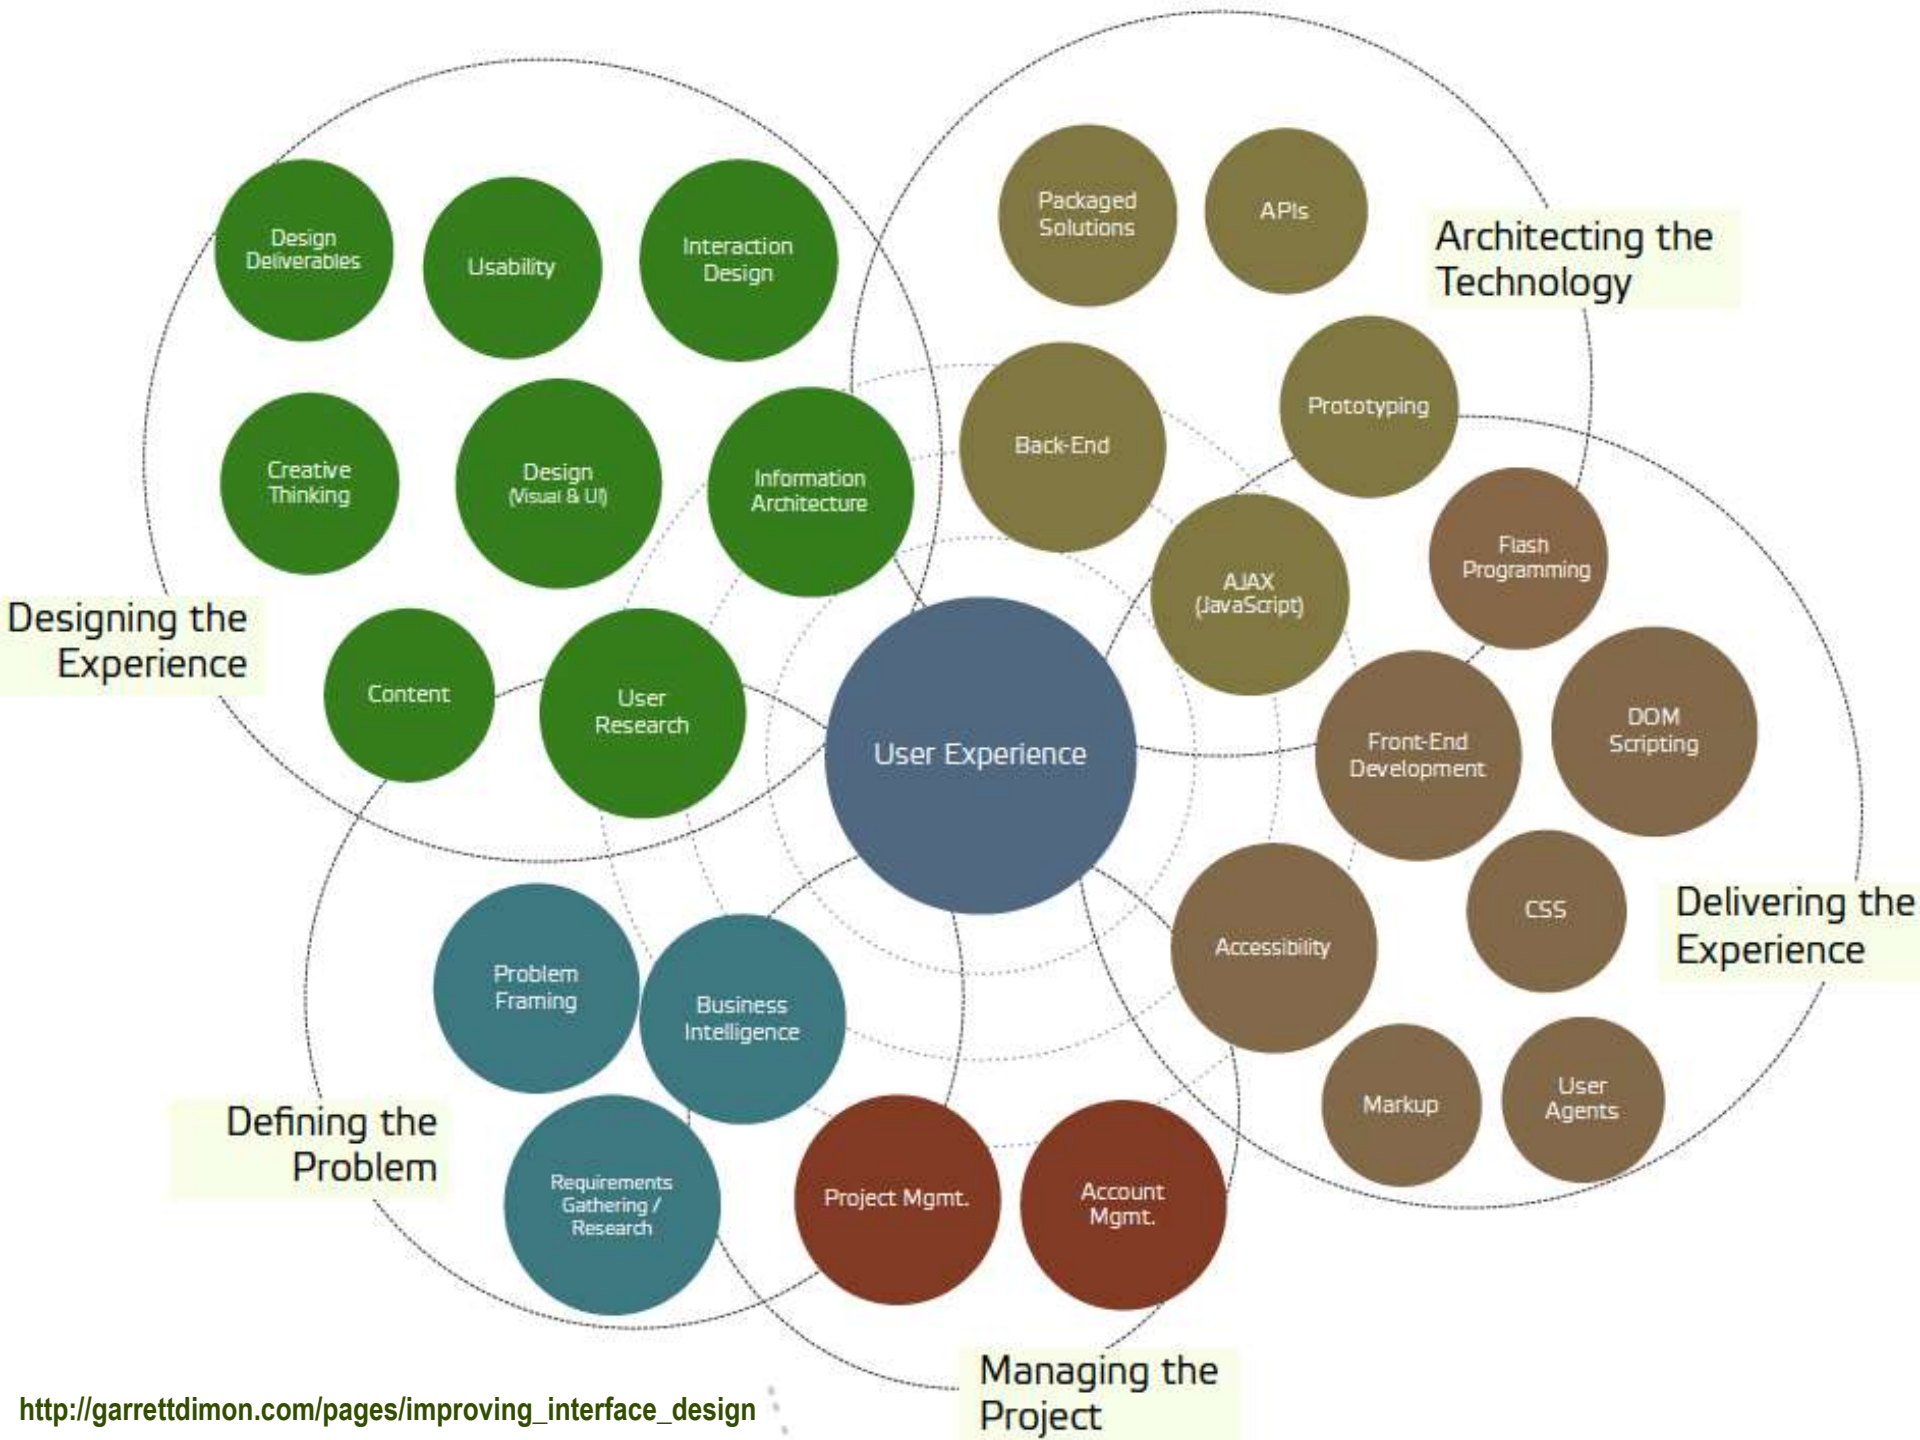 Design
Deliverables
Usability
Interaction
Design
Creative
Thinking
Design
(Visual & UI)
Information
Architecture
Content
User
Research
Designing the
Experience
Packaged
Solutions
APIs
Back-End
Prototyping
AJAX
(JavaScript)
Architecting the
Technology
User Experience
Flash
Programming
Front-End
Development
DOM
Scripting
Accessibility
CSS
Markup
User
Agents
Delivering the
Experience
Problem
Framing
Business
Intelligence
Requirements
Gathering /
Research
Defining the
Problem
Project Mgmt.
Account
Mgmt.
Managing the
Project
http://garrettdimon.com/pages/improving_interface_design